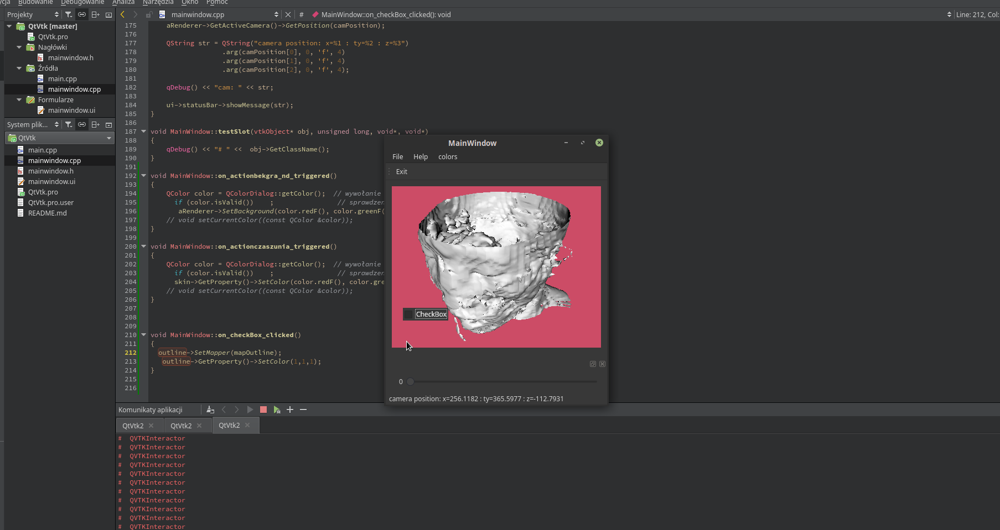 ycja Budowanie Debugowanie Analiza Narzędzia Okno Pomoc
Projekty
mainwindow.cpp # MainWindow::on_checkBox_clicked(): void Line: 212, Col:
QtVtk [master]
QtVtk.pro
Nagłówki
mainwindow.h
Źródła
main.cpp
mainwindow.cpp
Formularze
mainwindow.ui
System plik...
QtVtk
main.cpp
mainwindow.cpp
mainwindow.h
mainwindow.ui
QtVtk.pro
QtVtk.pro.user
README.md
175 aRenderer->GetActiveCamera()->GetPosition(camPosition);
176
177 QString str = QString("camera position: x=%1 : ty=%2 : z=%3")
178 .arg(camPosition[0], 0, 'f', 4)
179 .arg(camPosition[1], 0, 'f', 4)
180 .arg(camPosition[2], 0, 'f', 4);
181
182 qDebug() << "cam: " << str;
183
184 ui->statusBar->showMessage(str);
185 }
186
187 void MainWindow::testSlot(vtkObject* obj, unsigned long, void*, void*)
188 {
189 qDebug() << "# " << obj->GetClassName();
190 }
191
192 void MainWindow::on_actionbekgra_nd_triggered()
193 {
194 QColor color = QColorDialog::getColor(); // wywołanie
195 if (color.isValid()) ; // sprawdzen
196 aRenderer->SetBackground(color.redF(), color.greenF(
197 // void setCurrentColor((const QColor &color));
198 }
199
200 void MainWindow::on_actionczaszunia_triggered()
201 {
202 QColor color = QColorDialog::getColor(); // wywołanie
203 if (color.isValid()) ; // sprawdzen
204 skin->GetProperty()->SetColor(color.redF(), color.gre
205 // void setCurrentColor((const QColor &color));
206 }
207
208
209
210 void MainWindow::on_checkBox_clicked()
211 {
212 outline->SetMapper(mapOutline);
213 outline->GetProperty()->SetColor(1,1,1);
214 }
215
216
MainWindow
File Help colors
Exit
CheckBox
0
camera position: x=256.1182 : ty=365.5977 : z=-112.7931
Komunikaty aplikacji
QtVtk2 QtVtk2 QtVtk2
# QVTKInteractor
# QVTKInteractor
# QVTKInteractor
# QVTKInteractor
# QVTKInteractor
# QVTKInteractor
# QVTKInteractor
# QVTKInteractor
# QVTKInteractor
# QVTKInteractor
# QVTKInteractor